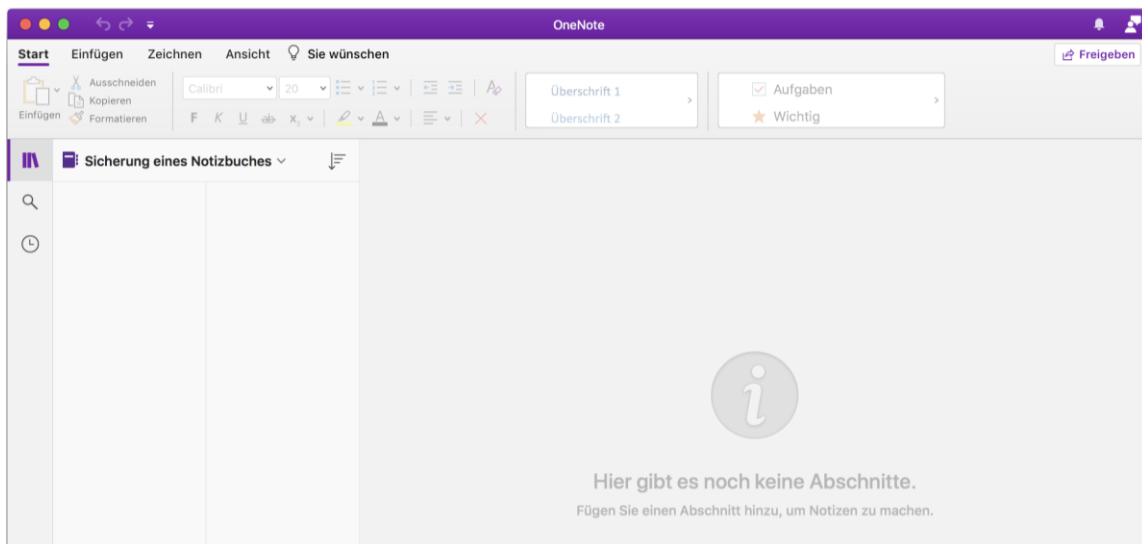 OneNote
Start Einfügen Zeichnen Ansicht Sie wünschen Freigeben
Einfügen
Ausschneiden
Kopieren
Formatieren
Calibri 20
F K U ab x,
A
Überschrift 1
Überschrift 2
Aufgaben
Wichtig
Sicherung eines Notizbuches
Hier gibt es noch keine Abschnitte.
Fügen Sie einen Abschnitt hinzu, um Notizen zu machen.